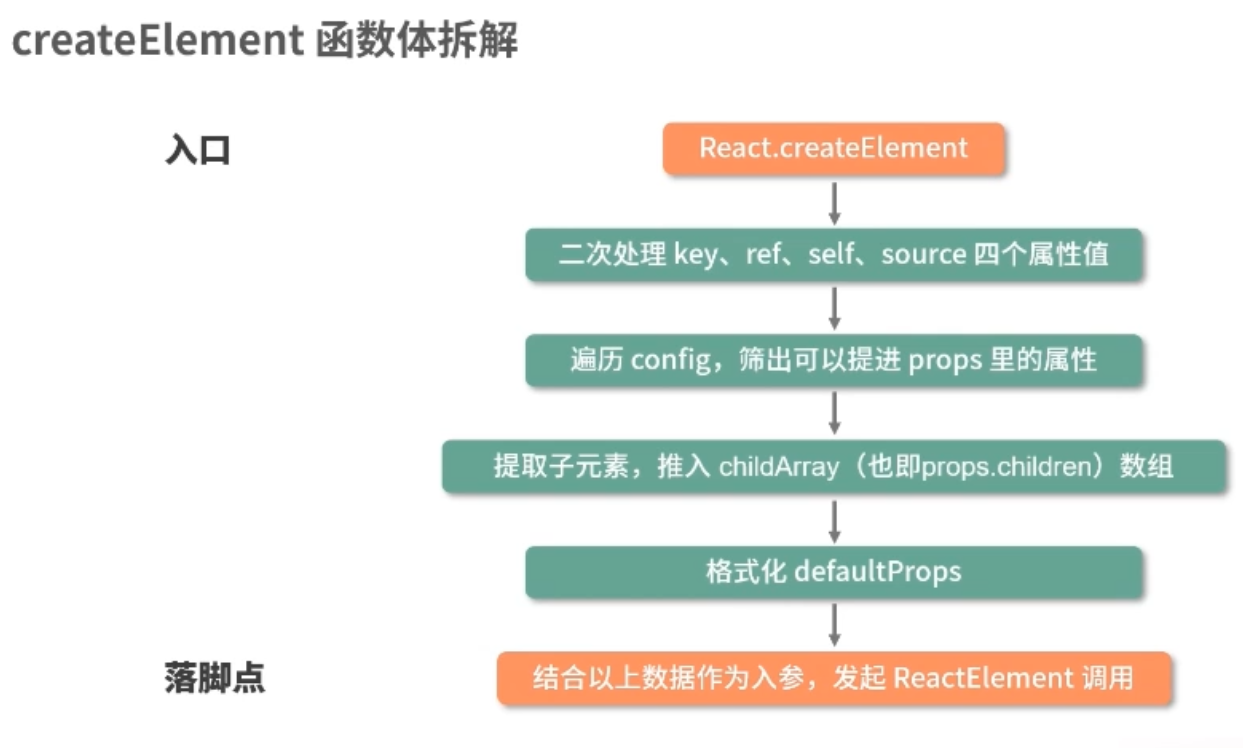 createElement 函数体拆解
入口
React.createElement
二次处理 key、ref、self、source 四个属性值
遍历 config，筛出可以提进 props 里的属性
提取子元素，推入 childArray（也即props.children）数组
格式化 defaultProps
落脚点
结合以上数据作为入参，发起 ReactElement 调用